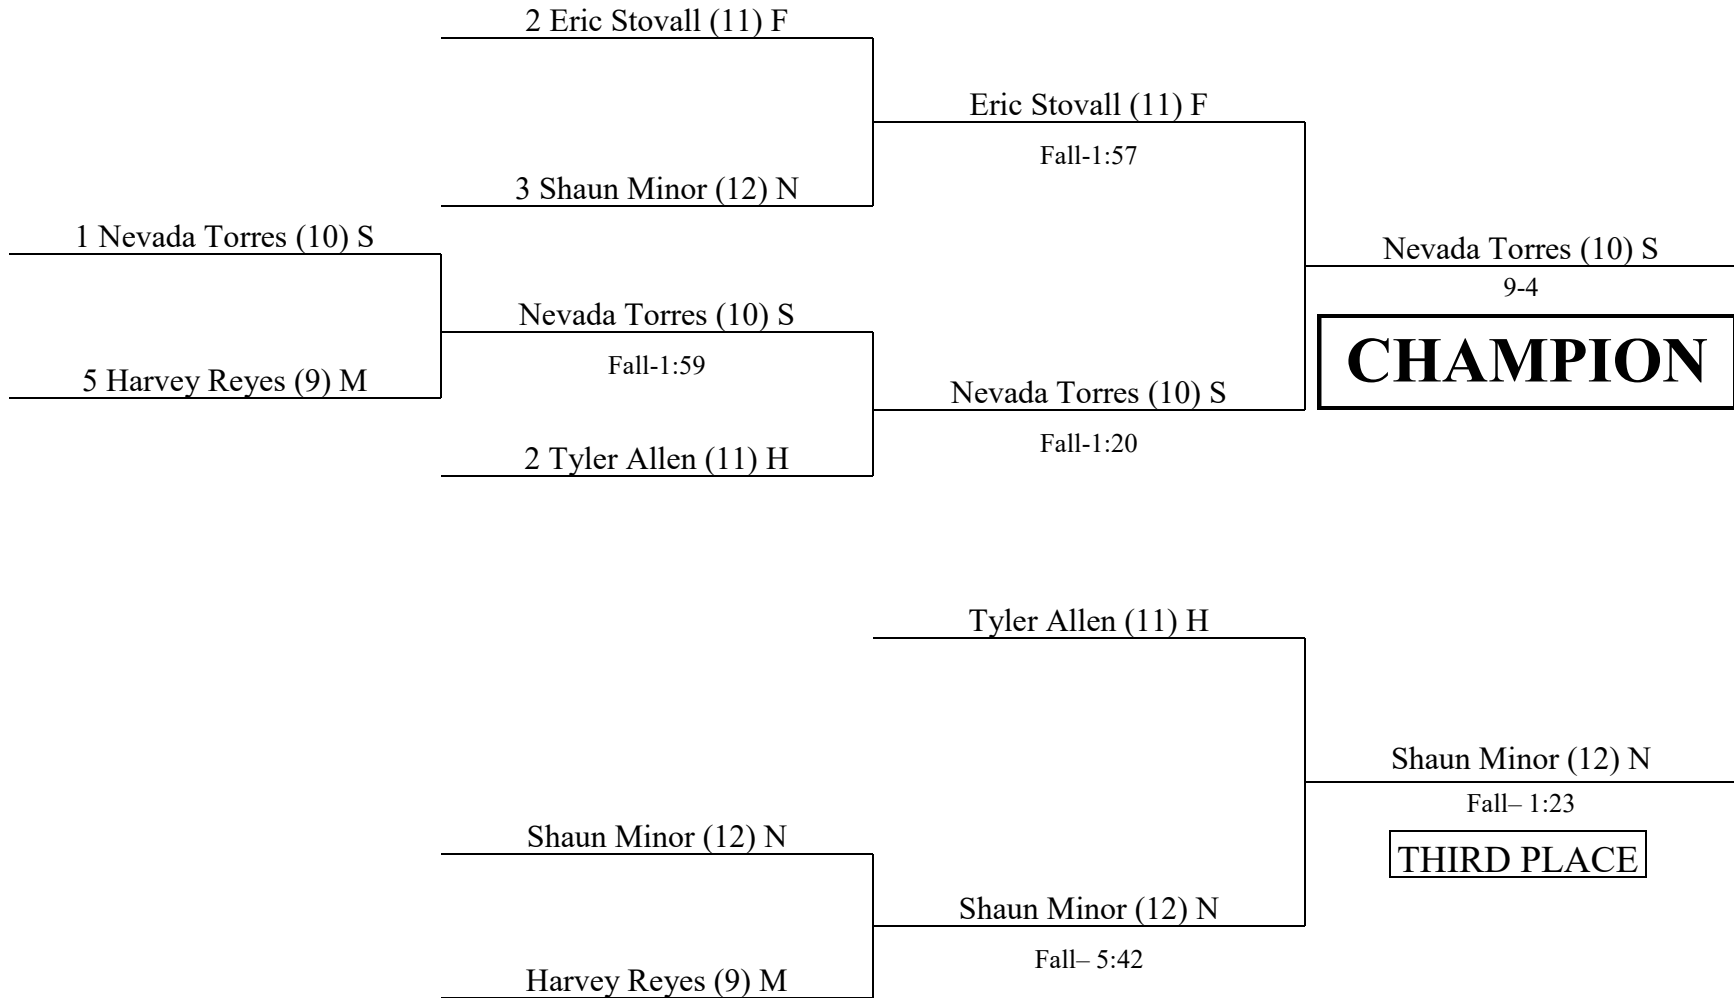 2 Eric Stovall (11) F
Eric Stovall (11) F
Fall-1:57
3 Shaun Minor (12) N
1 Nevada Torres (10) S
Nevada Torres (10) S
9-4
Nevada Torres (10) S
Fall-1:59
CHAMPION
5 Harvey Reyes (9) M
Nevada Torres (10) S
Fall-1:20
2 Tyler Allen (11) H
Tyler Allen (11) H
Shaun Minor (12) N
Fall– 1:23
THIRD PLACE
Shaun Minor (12) N
Shaun Minor (12) N
Fall– 5:42
Harvey Reyes (9) M